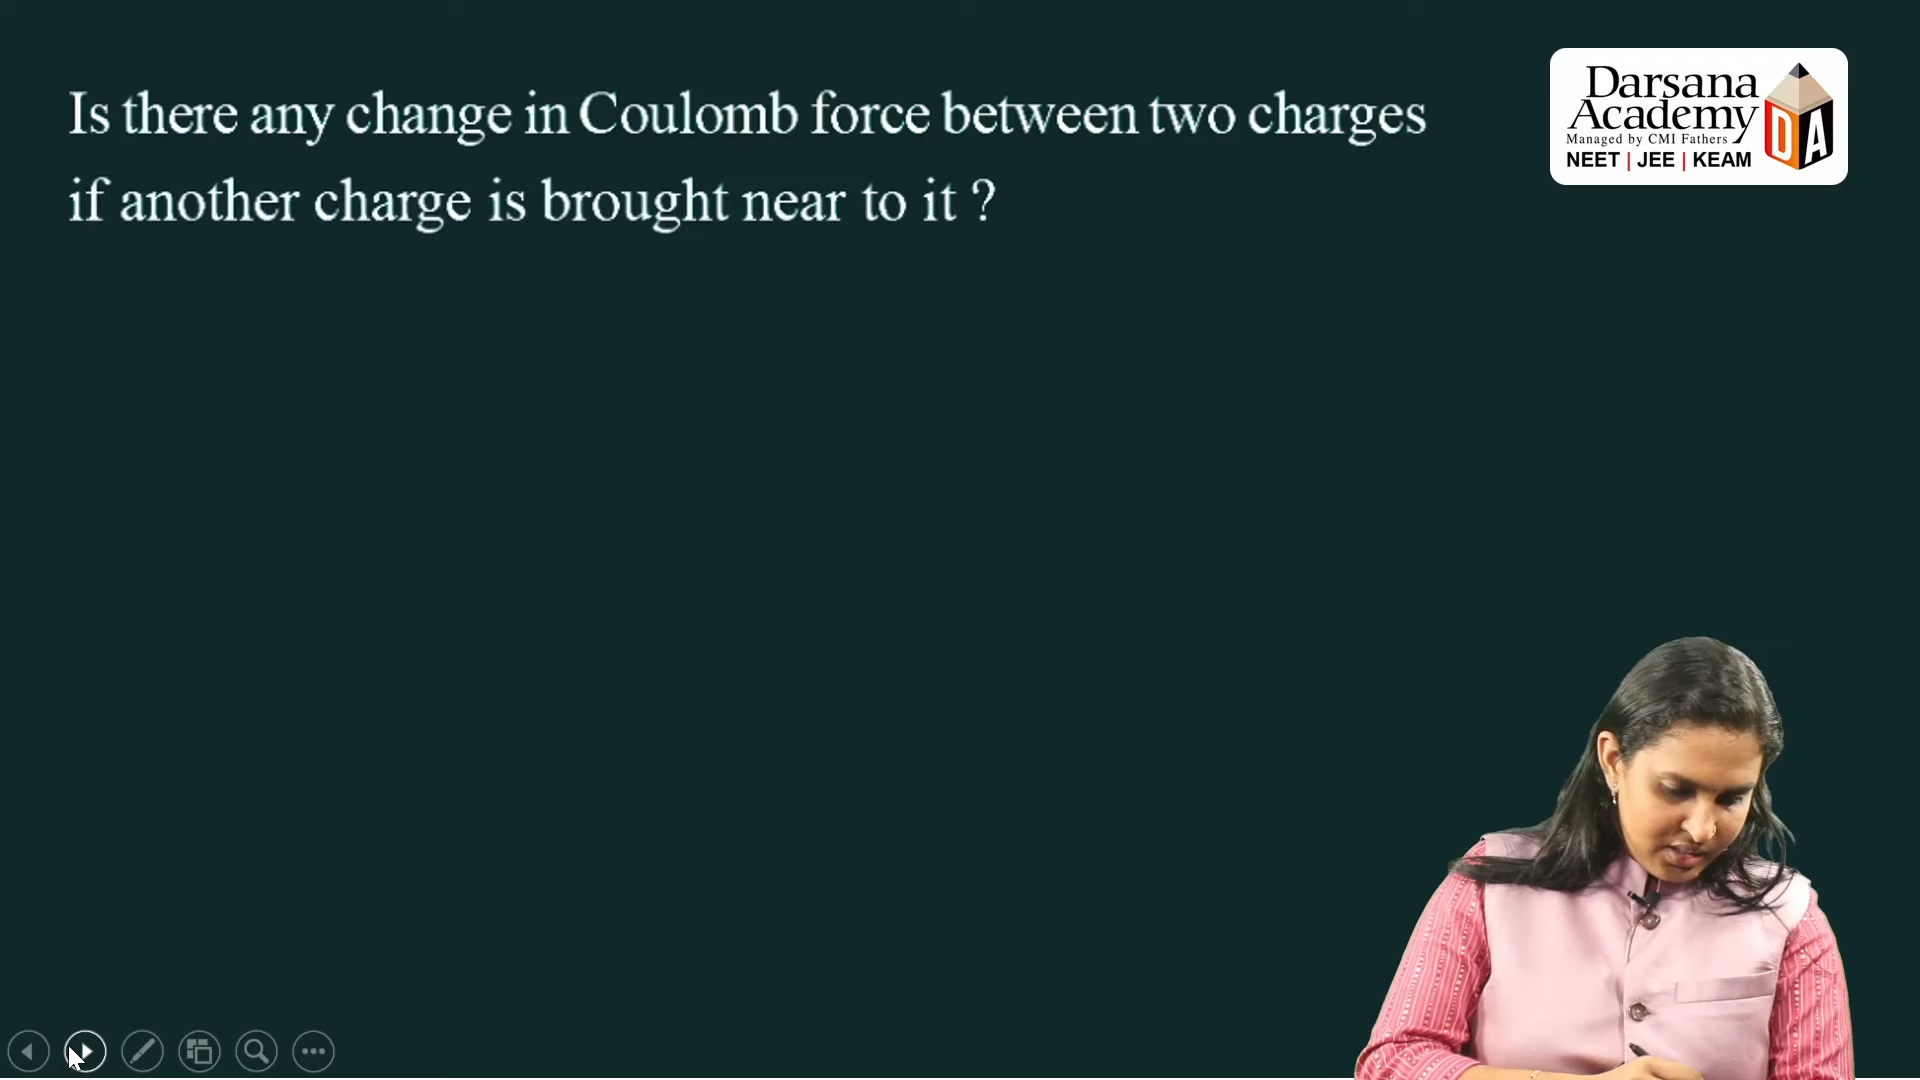 Is there any change in Coulomb force between two charges
if another charge is brought near to it ?
Darsana
Academy
Managed by CMI Fathers
NEET | JEE | KEAM
DA